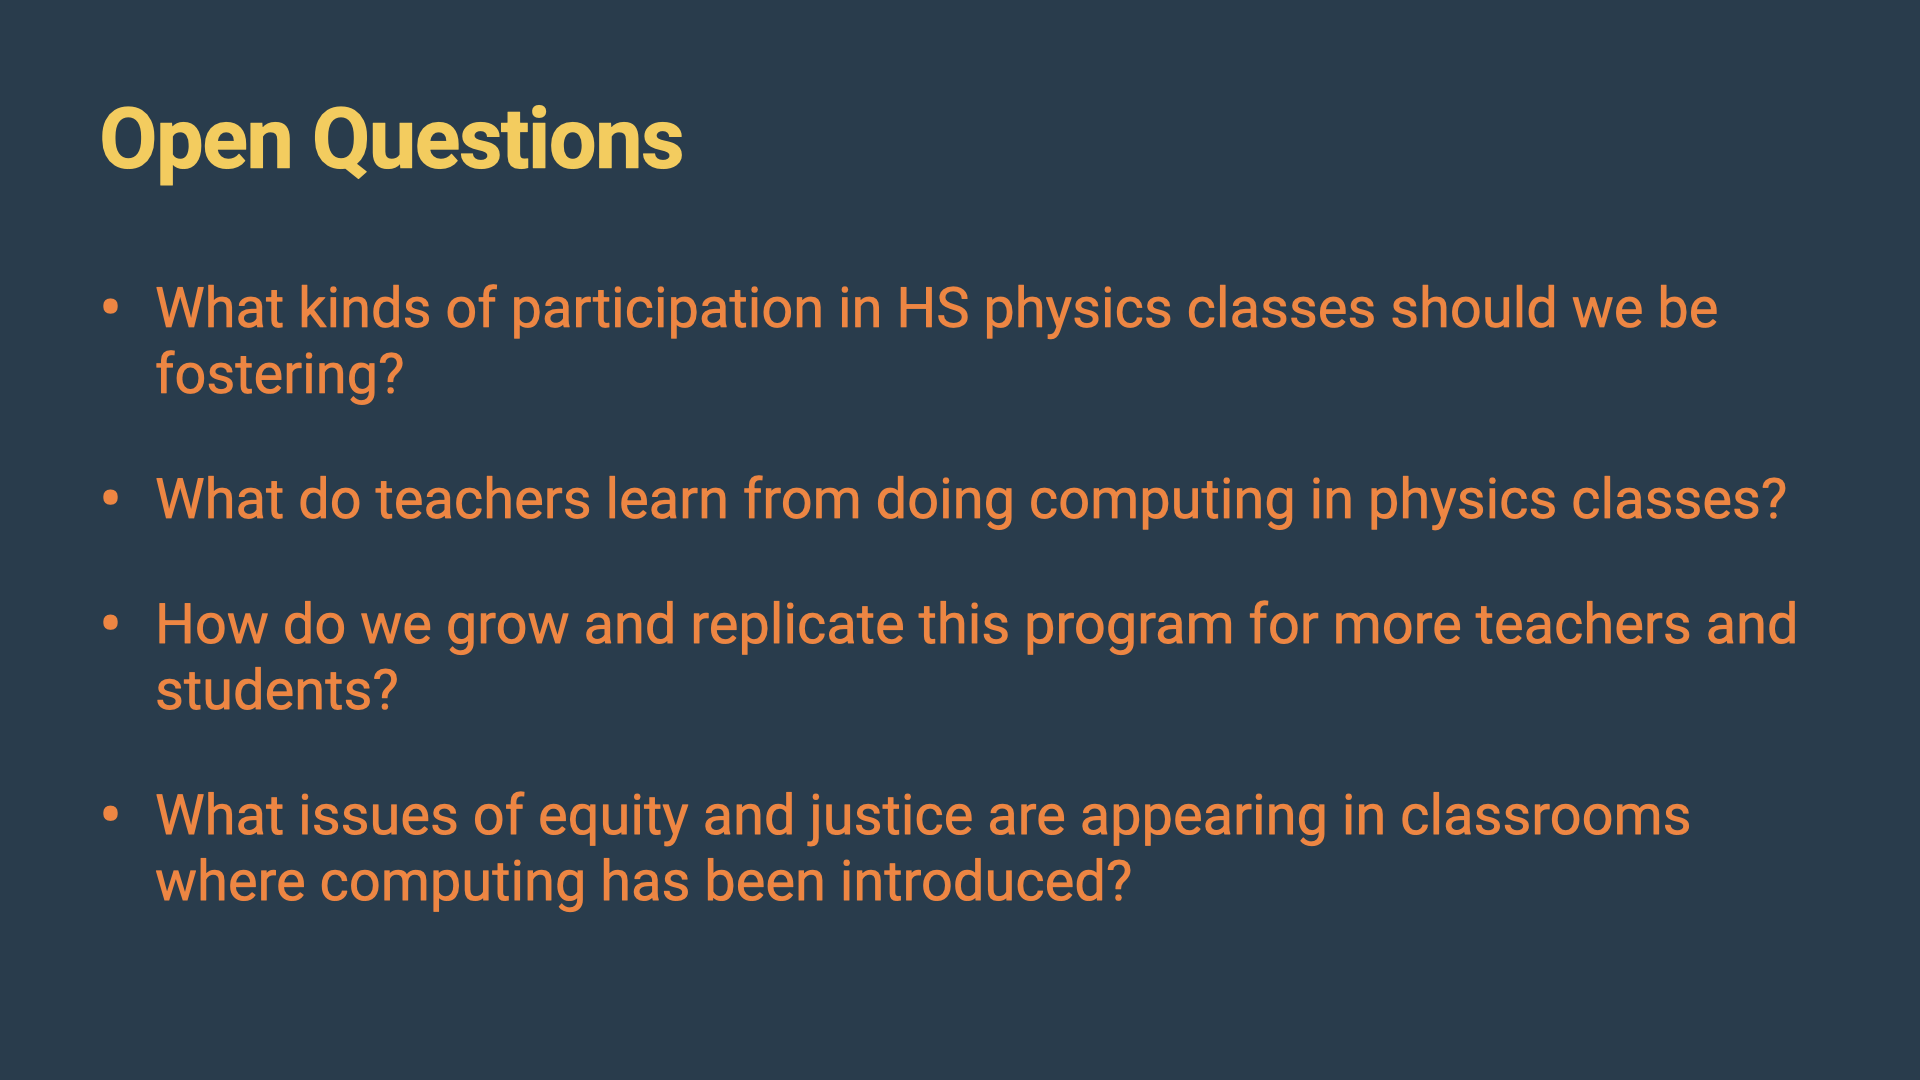 Open Questions
• What kinds of participation in HS physics classes should we be
fostering?
• What do teachers learn from doing computing in physics classes?
• How do we grow and replicate this program for more teachers and
students?
• What issues of equity and justice are appearing in classrooms
where computing has been introduced?